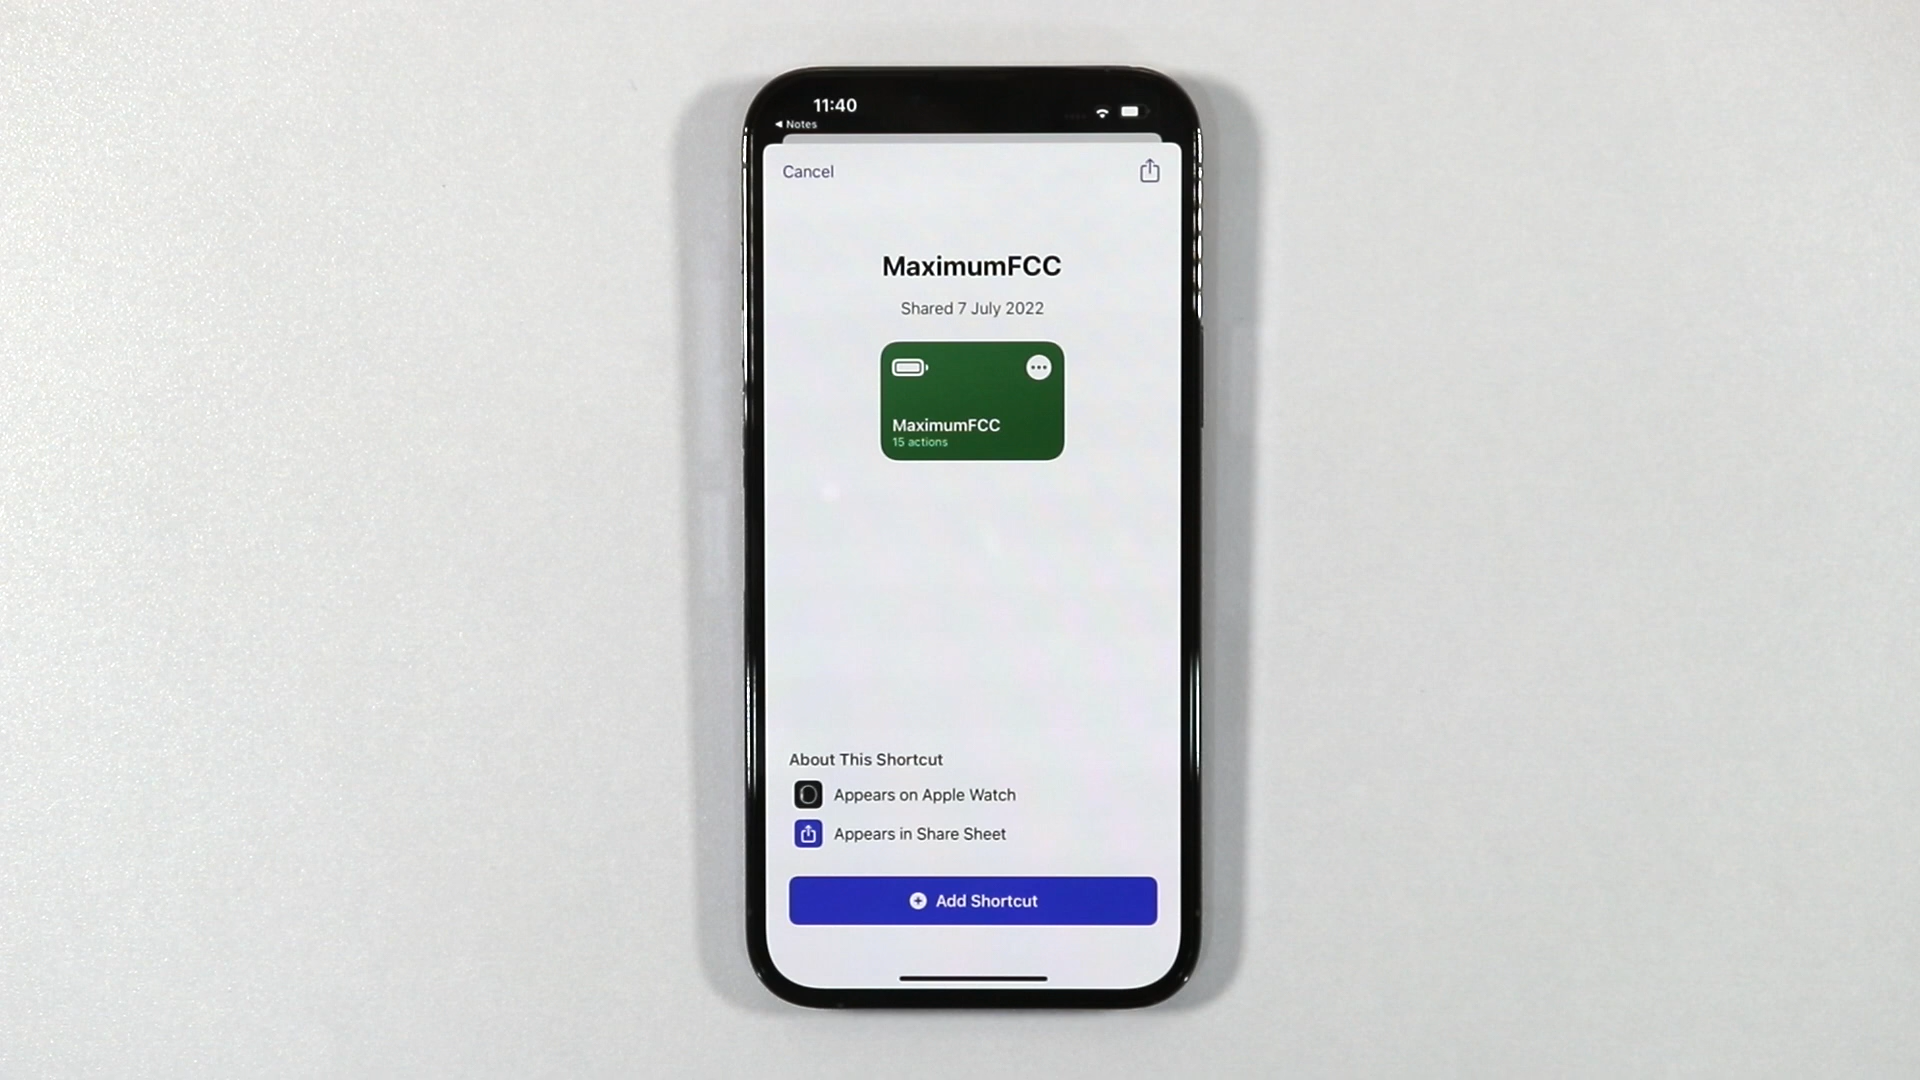 11:40
◀ Notes
Cancel
MaximumFCC
Shared 7 July 2022
MaximumFCC
15 actions
About This Shortcut
Appears on Apple Watch
Appears in Share Sheet
Add Shortcut